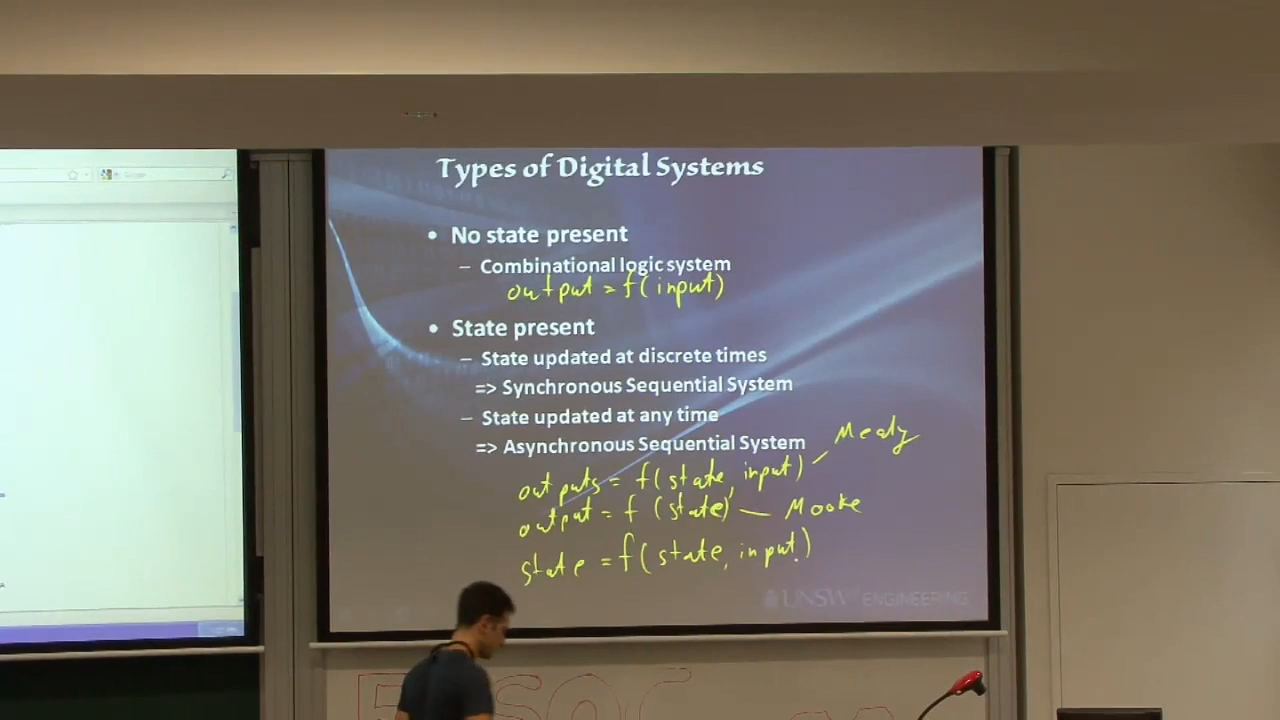 Types of Digital Systems
• No state present
– Combinational logic system
output = f(input)
• State present
– State updated at discrete times
=> Synchronous Sequential System
– State updated at any time
=> Asynchronous Sequential System
outputs = f(state, input) – Mealy
output = f(state) – Moore
state = f(state, input)
UNSW ENGINEERING